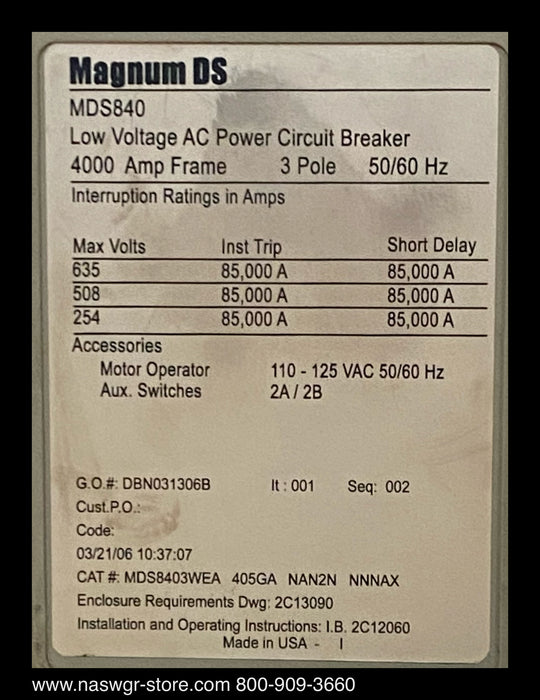 Magnum DS
MDS840
Low Voltage AC Power Circuit Breaker
4000 Amp Frame 3 Pole 50/60 Hz
Interruption Ratings in Amps
Max Volts Inst Trip Short Delay
635 85,000 A 85,000 A
508 85,000 A 85,000 A
254 85,000 A 85,000 A
Accessories
Motor Operator 110 - 125 VAC 50/60 Hz
Aux. Switches 2A / 2B
G.O.#: DBN031306B It : 001 Seq: 002
Cust.P.O.:
Code:
03/21/06 10:37:07
CAT #: MDS8403WEA 405GA NAN2N NNNAX
Enclosure Requirements Dwg: 2C13090
Installation and Operating Instructions: I.B. 2C12060
Made in USA - I
www.naswgr-store.com 800-909-3660